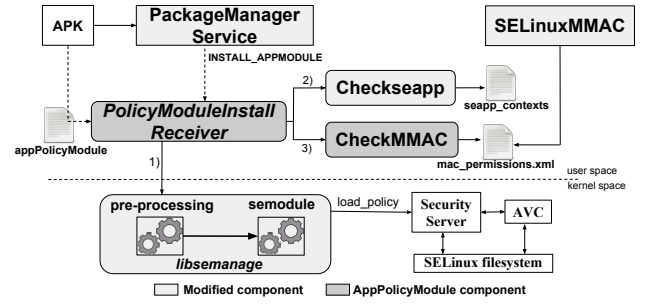 APK
PackageManager
Service
SELinuxMMAC
INSTALL_APPMODULE
2)
Checkseapp
seapp_contexts
appPolicyModule
PolicyModuleInstall
Receiver
3)
CheckMMAC
mac_permissions.xml
1)
user space
kernel space
pre-processing
semodule
libsemanage
load_policy
Security
Server
AVC
SELinux filesystem
Modified component
AppPolicyModule component